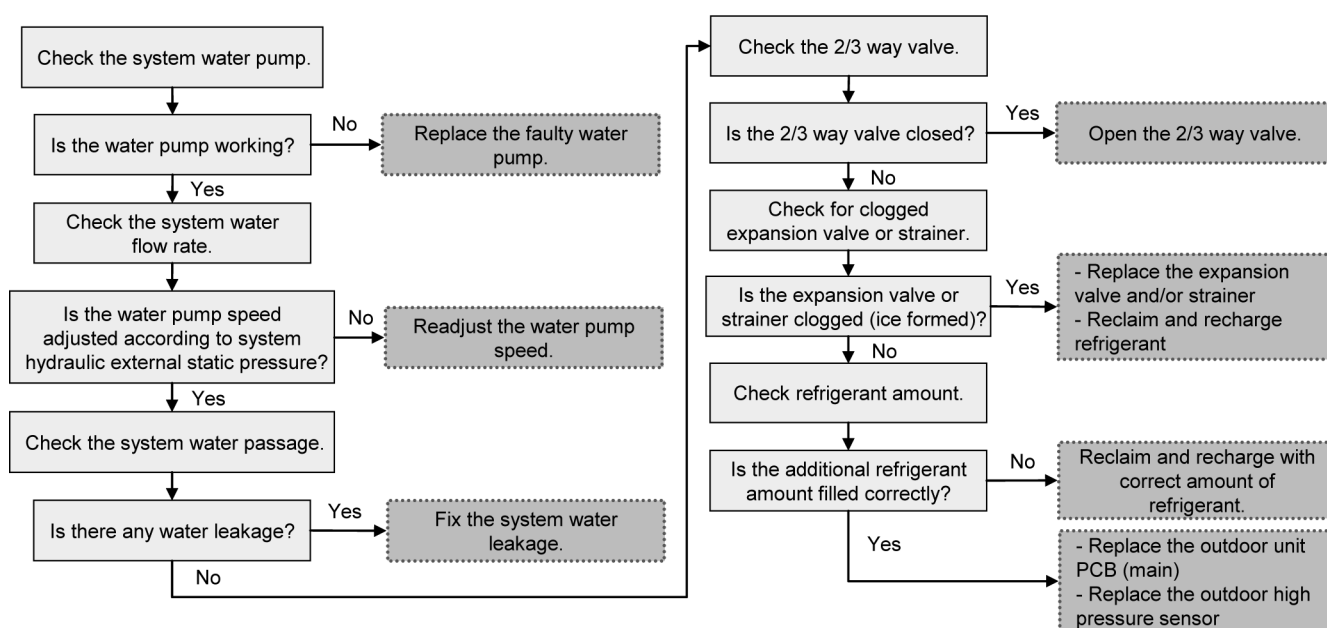 Check the system water pump.
Is the water pump working?
No
Replace the faulty water
pump.
Yes
Check the system water
flow rate.
Is the water pump speed
adjusted according to system
hydraulic external static pressure?
No
Readjust the water pump
speed.
Yes
Check the system water passage.
Is there any water leakage?
Yes
Fix the system water
leakage.
No
Check the 2/3 way valve.
Is the 2/3 way valve closed?
Yes
Open the 2/3 way valve.
No
Check for clogged
expansion valve or strainer.
Is the expansion valve or
strainer clogged (ice formed)?
Yes
- Replace the expansion
valve and/or strainer
- Reclaim and recharge
refrigerant
No
Check refrigerant amount.
Is the additional refrigerant
amount filled correctly?
No
Reclaim and recharge with
correct amount of
refrigerant.
Yes
- Replace the outdoor unit
PCB (main)
- Replace the outdoor high
pressure sensor